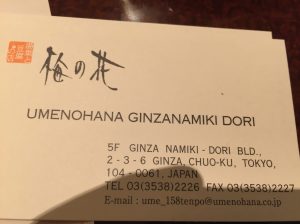 梅の花
UMENOHANA GINZANAMIKI DORI
5F GINZA NAMIKI-DORI BLD.,
2-3-6 GINZA, CHUO-KU, TOKYO,
104-0061, JAPAN
TEL 03(3538)2226 FAX 03(3538)2227
E-mail : ume_158tenpo@umenohana.co.jp